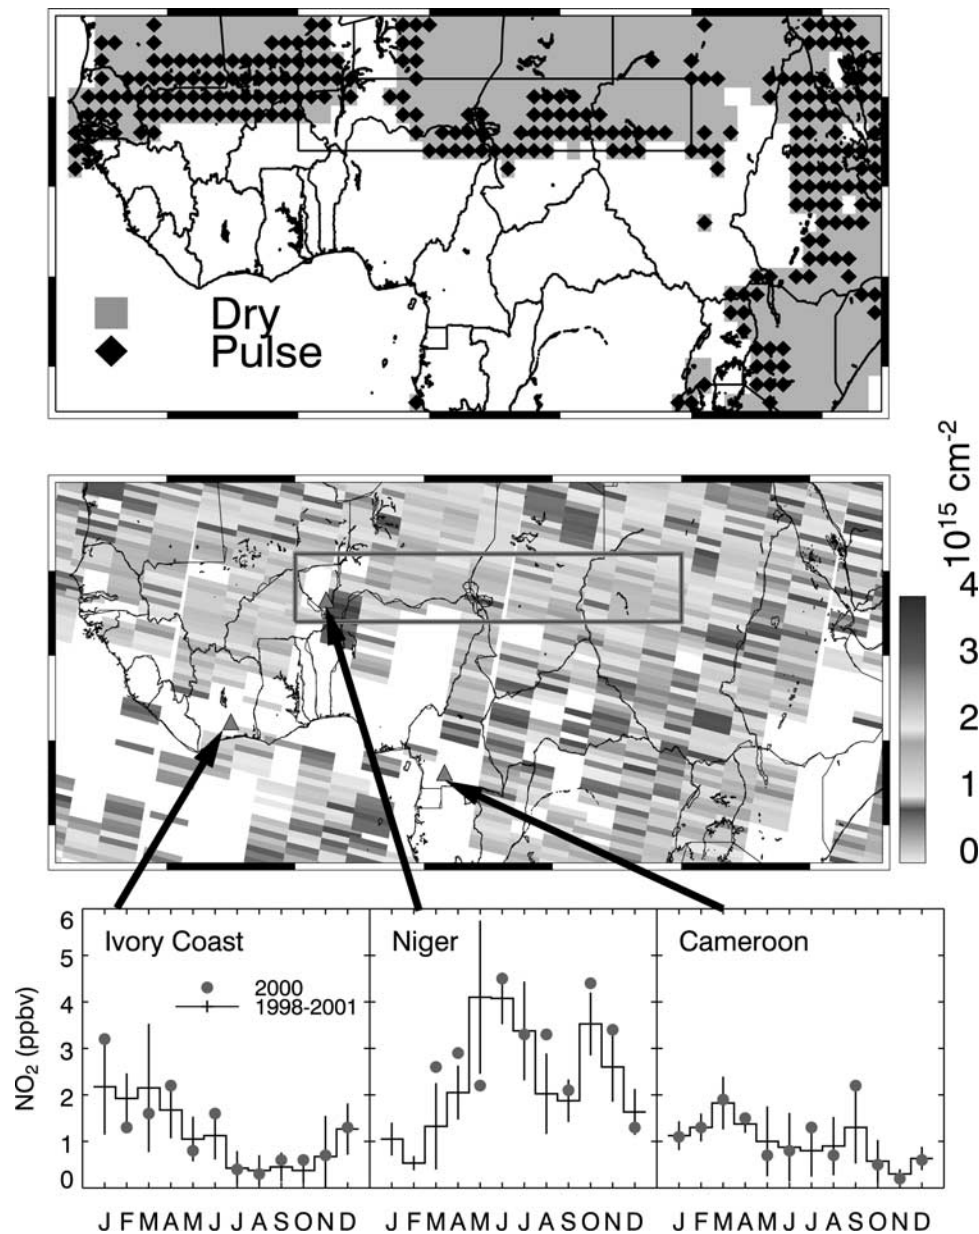 Dry
Pulse
10¹⁵ cm⁻²
4
3
2
1
0
Ivory Coast
Niger
Cameroon
2000
1998-2001
NO₂ (ppbv)
6
5
4
3
2
1
0
J F M A M J J A S O N D
J F M A M J J A S O N D
J F M A M J J A S O N D